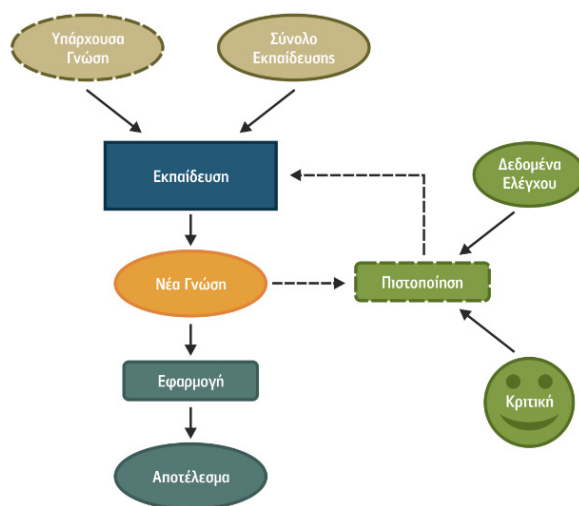 Υπάρχουσα
Γνώση
Σύνολο
Εκπαίδευσης
Εκπαίδευση
Δεδομένα
Ελέγχου
Νέα Γνώση
Πιστοποίηση
Εφαρμογή
Κριτική
Αποτέλεσμα